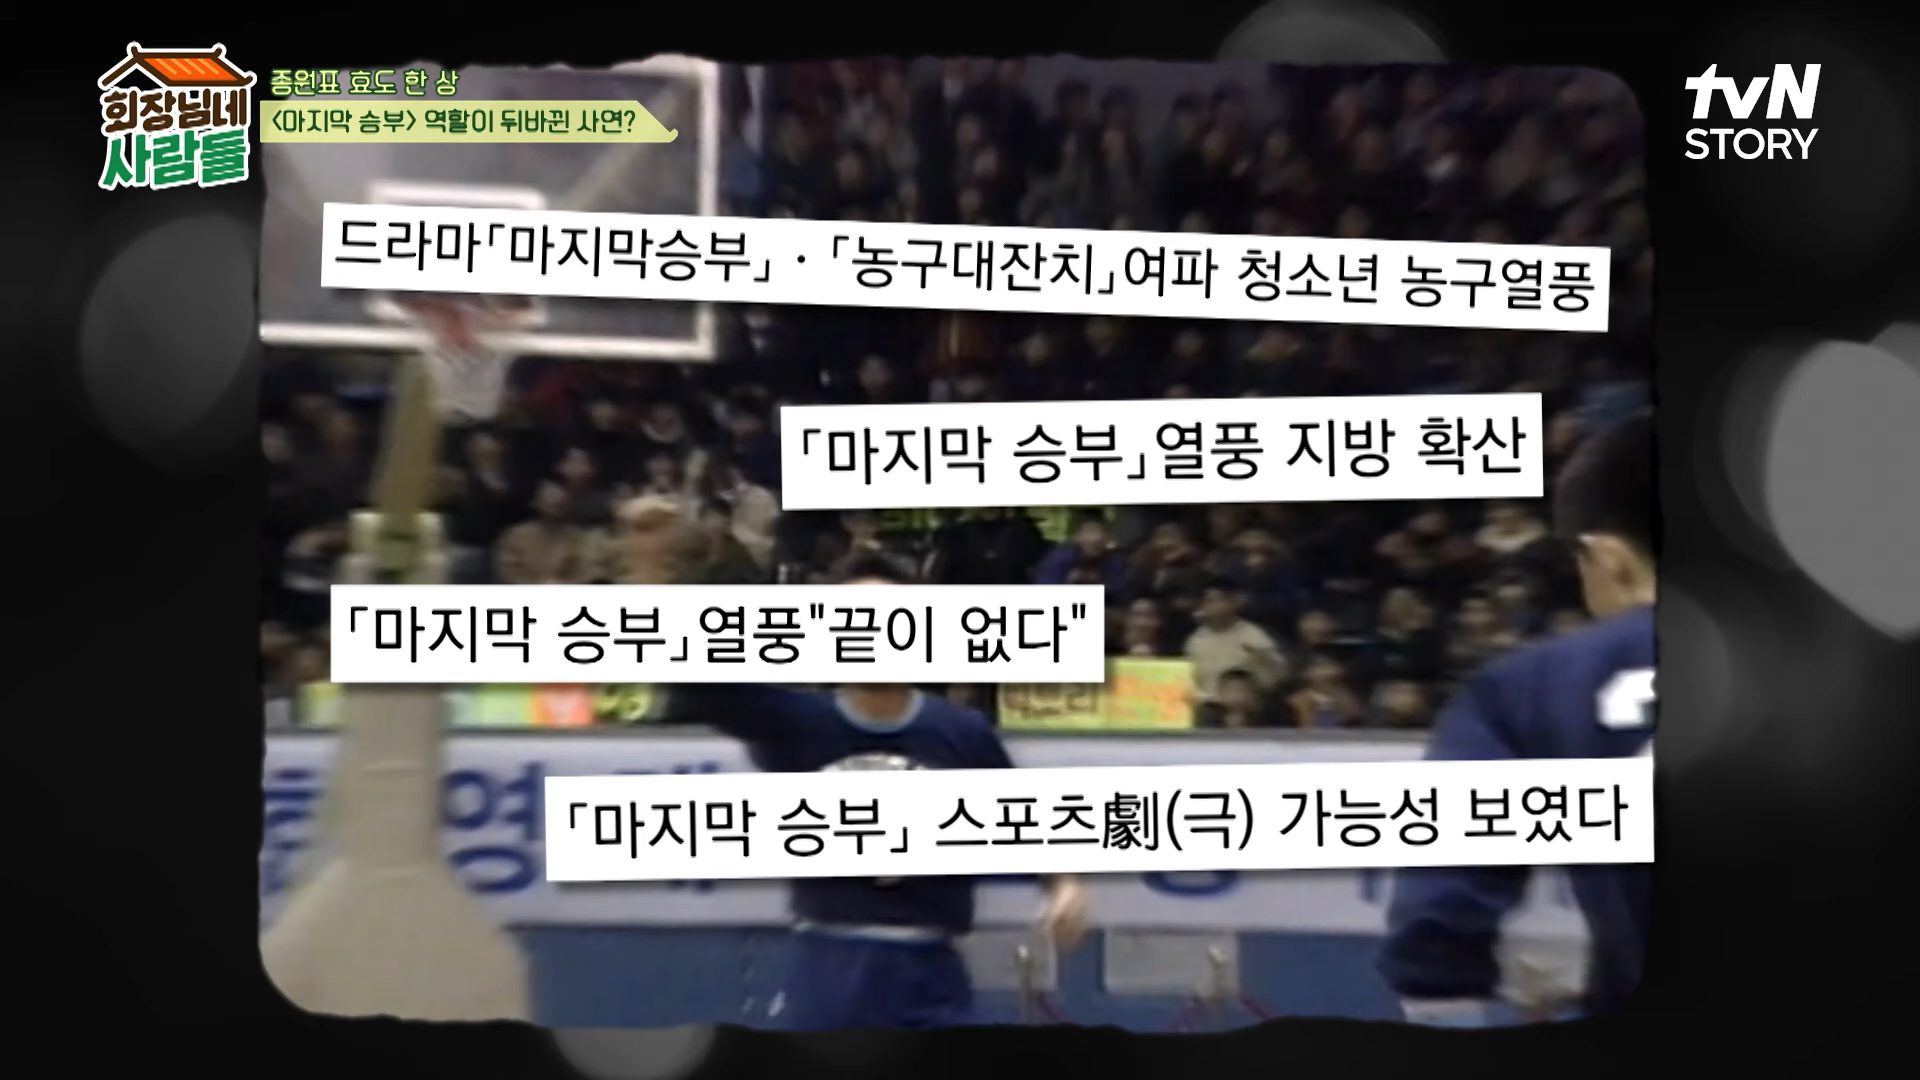 회장님네
사람들
종원표 효도 한 상
<마지막 승부> 역할이 뒤바뀐 사연?
tvN
STORY
드라마「마지막승부」·「농구대잔치」여파 청소년 농구열풍
「마지막 승부」열풍 지방 확산
「마지막 승부」열풍"끝이 없다"
「마지막 승부」 스포츠劇(극) 가능성 보였다
영